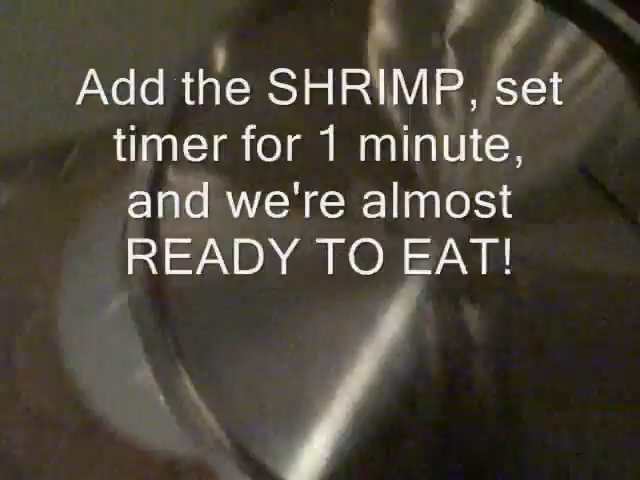 Add the SHRIMP, set
timer for 1 minute,
and we're almost
READY TO EAT!